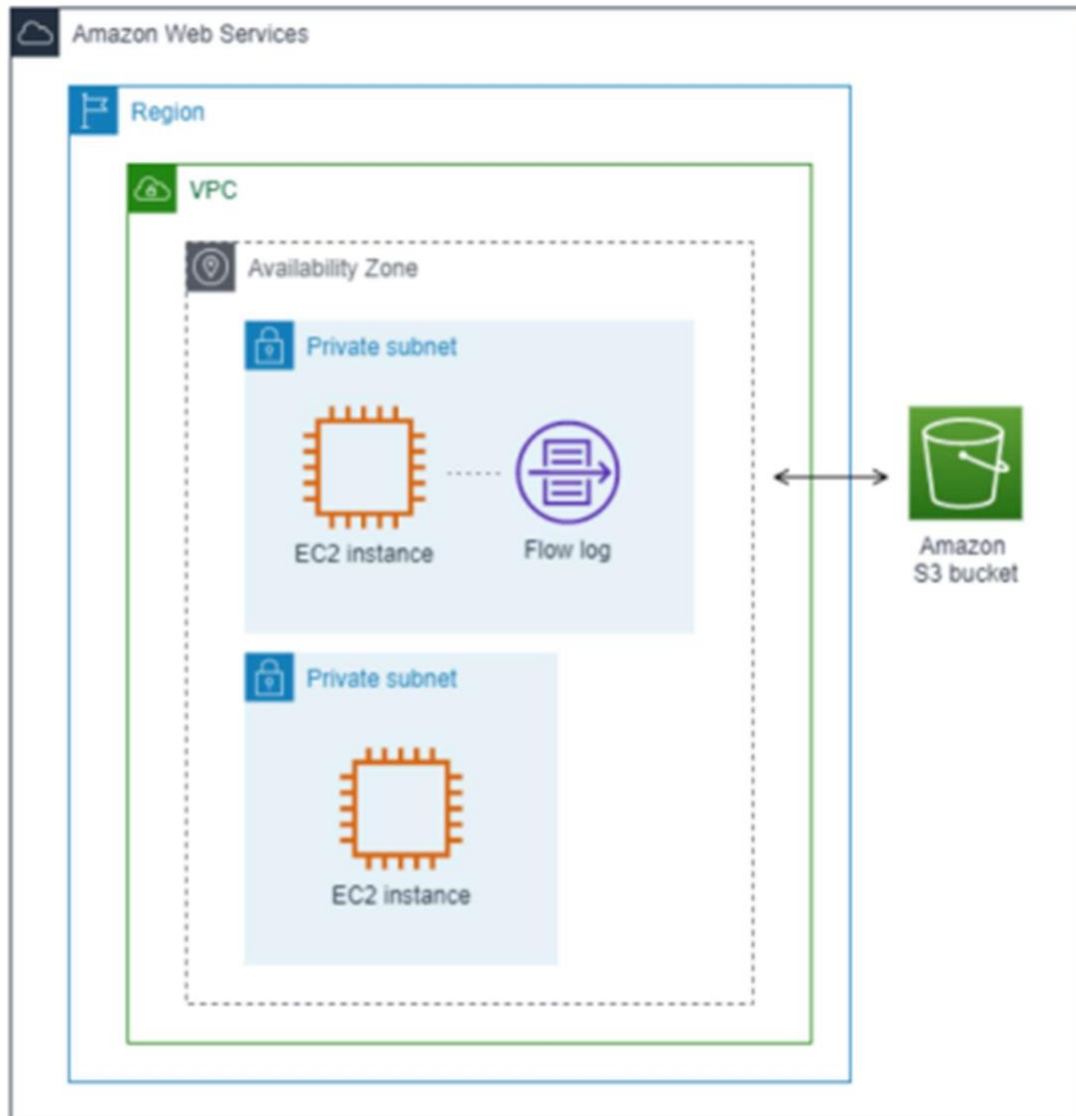 Amazon Web Services
Region
VPC
Availability Zone
Private subnet
EC2 instance
Flow log
Amazon
S3 bucket
Private subnet
EC2 instance